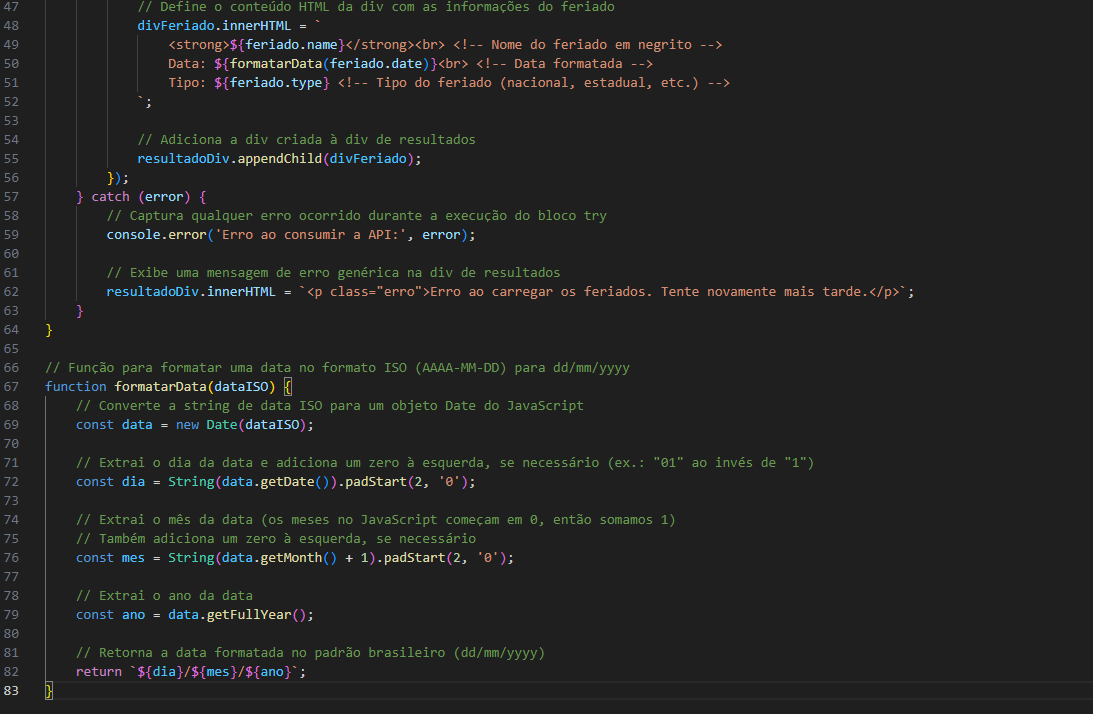 47 // Define o conteúdo HTML da div com as informações do feriado
48 divFeriado.innerHTML = `
49 <strong>${feriado.name}</strong><br> <!-- Nome do feriado em negrito -->
50 Data: ${formatarData(feriado.date)}<br> <!-- Data formatada -->
51 Tipo: ${feriado.type} <!-- Tipo do feriado (nacional, estadual, etc.) -->
52 `;
53
54 // Adiciona a div criada à div de resultados
55 resultadoDiv.appendChild(divFeriado);
56 });
57 } catch (error) {
58 // Captura qualquer erro ocorrido durante a execução do bloco try
59 console.error('Erro ao consumir a API:', error);
60
61 // Exibe uma mensagem de erro genérica na div de resultados
62 resultadoDiv.innerHTML = `<p class="erro">Erro ao carregar os feriados. Tente novamente mais tarde.</p>`;
63 }
64 }
65
66 // Função para formatar uma data no formato ISO (AAAA-MM-DD) para dd/mm/yyyy
67 function formatarData(dataISO) {
68 // Converte a string de data ISO para um objeto Date do JavaScript
69 const data = new Date(dataISO);
70
71 // Extrai o dia da data e adiciona um zero à esquerda, se necessário (ex.: "01" ao invés de "1")
72 const dia = String(data.getDate()).padStart(2, '0');
73
74 // Extrai o mês da data (os meses no JavaScript começam em 0, então somamos 1)
75 // Também adiciona um zero à esquerda, se necessário
76 const mes = String(data.getMonth() + 1).padStart(2, '0');
77
78 // Extrai o ano da data
79 const ano = data.getFullYear();
80
81 // Retorna a data formatada no padrão brasileiro (dd/mm/yyyy)
82 return `${dia}/${mes}/${ano}`;
83 }